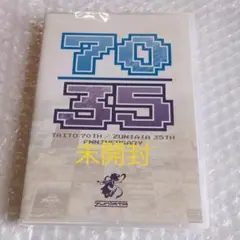 70
35
TAITO 70TH / ZUNTATA 35TH
ANNIVERSARY
未開封
ZUNTATA